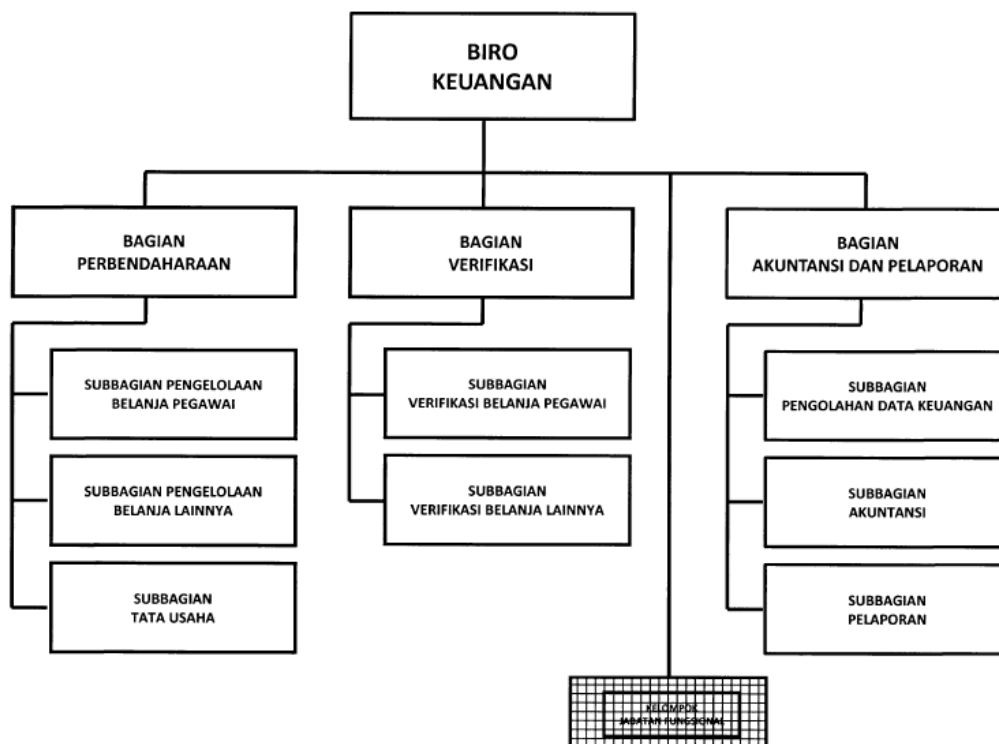 BIRO
KEUANGAN
BAGIAN
PERBENDAHARAAN
BAGIAN
VERIFIKASI
BAGIAN
AKUNTANSI DAN PELAPORAN
SUBBAGIAN PENGELOLAAN
BELANJA PEGAWAI
SUBBAGIAN
VERIFIKASI BELANJA PEGAWAI
SUBBAGIAN
PENGOLAHAN DATA KEUANGAN
SUBBAGIAN PENGELOLAAN
BELANJA LAINNYA
SUBBAGIAN
VERIFIKASI BELANJA LAINNYA
SUBBAGIAN
AKUNTANSI
SUBBAGIAN
TATA USAHA
SUBBAGIAN
PELAPORAN
KELOMPOK
JABATAN FUNGSIONAL